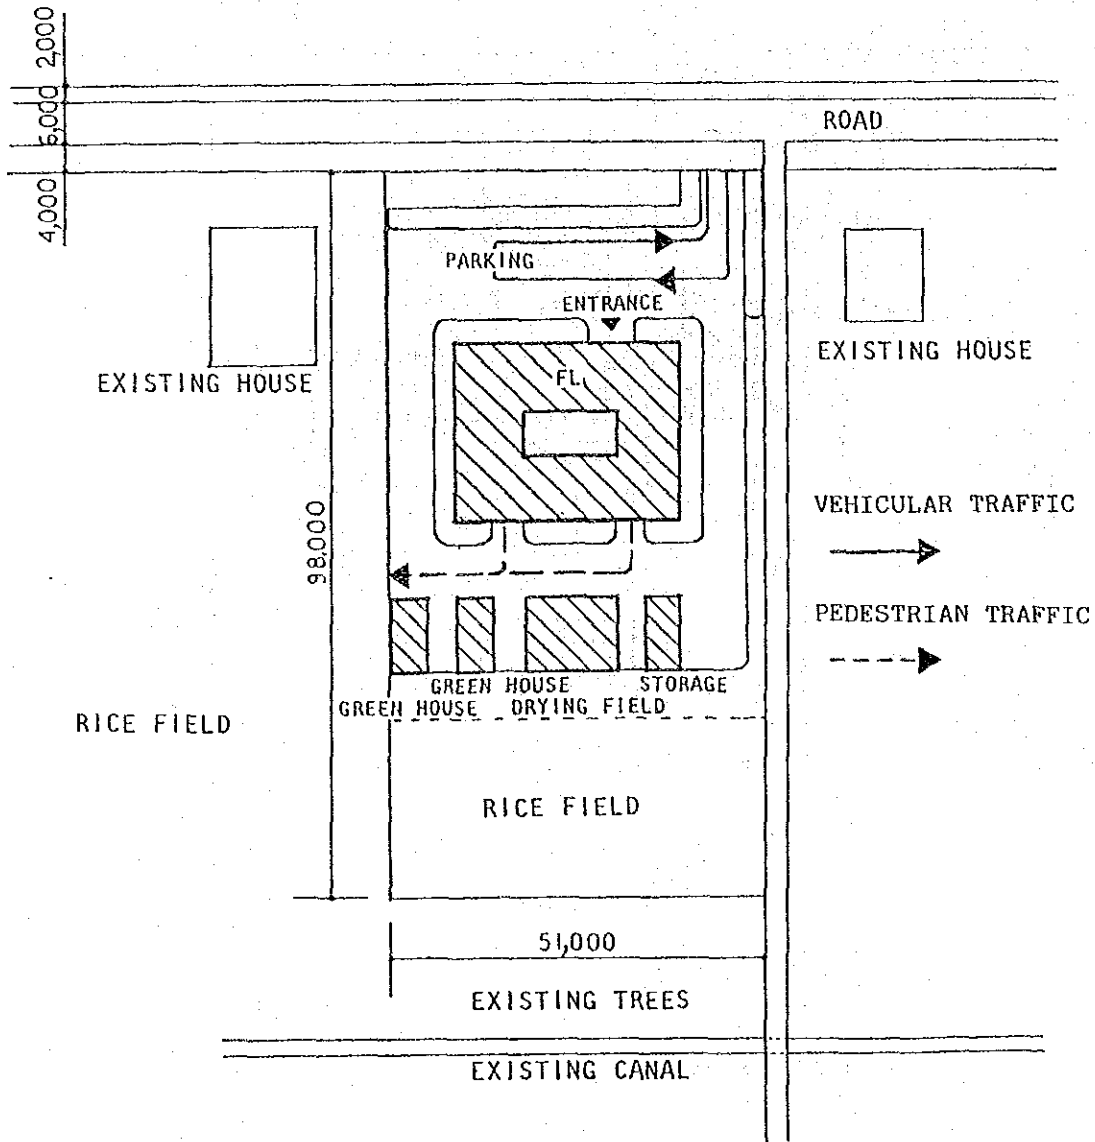 2,000
6,000
4,000
ROAD
PARKING
ENTRANCE
EXISTING HOUSE
EXISTING HOUSE
FL
98,000
VEHICULAR TRAFFIC
PEDESTRIAN TRAFFIC
GREEN HOUSE
STORAGE
GREEN HOUSE
DRYING FIELD
RICE FIELD
RICE FIELD
51,000
EXISTING TREES
EXISTING CANAL